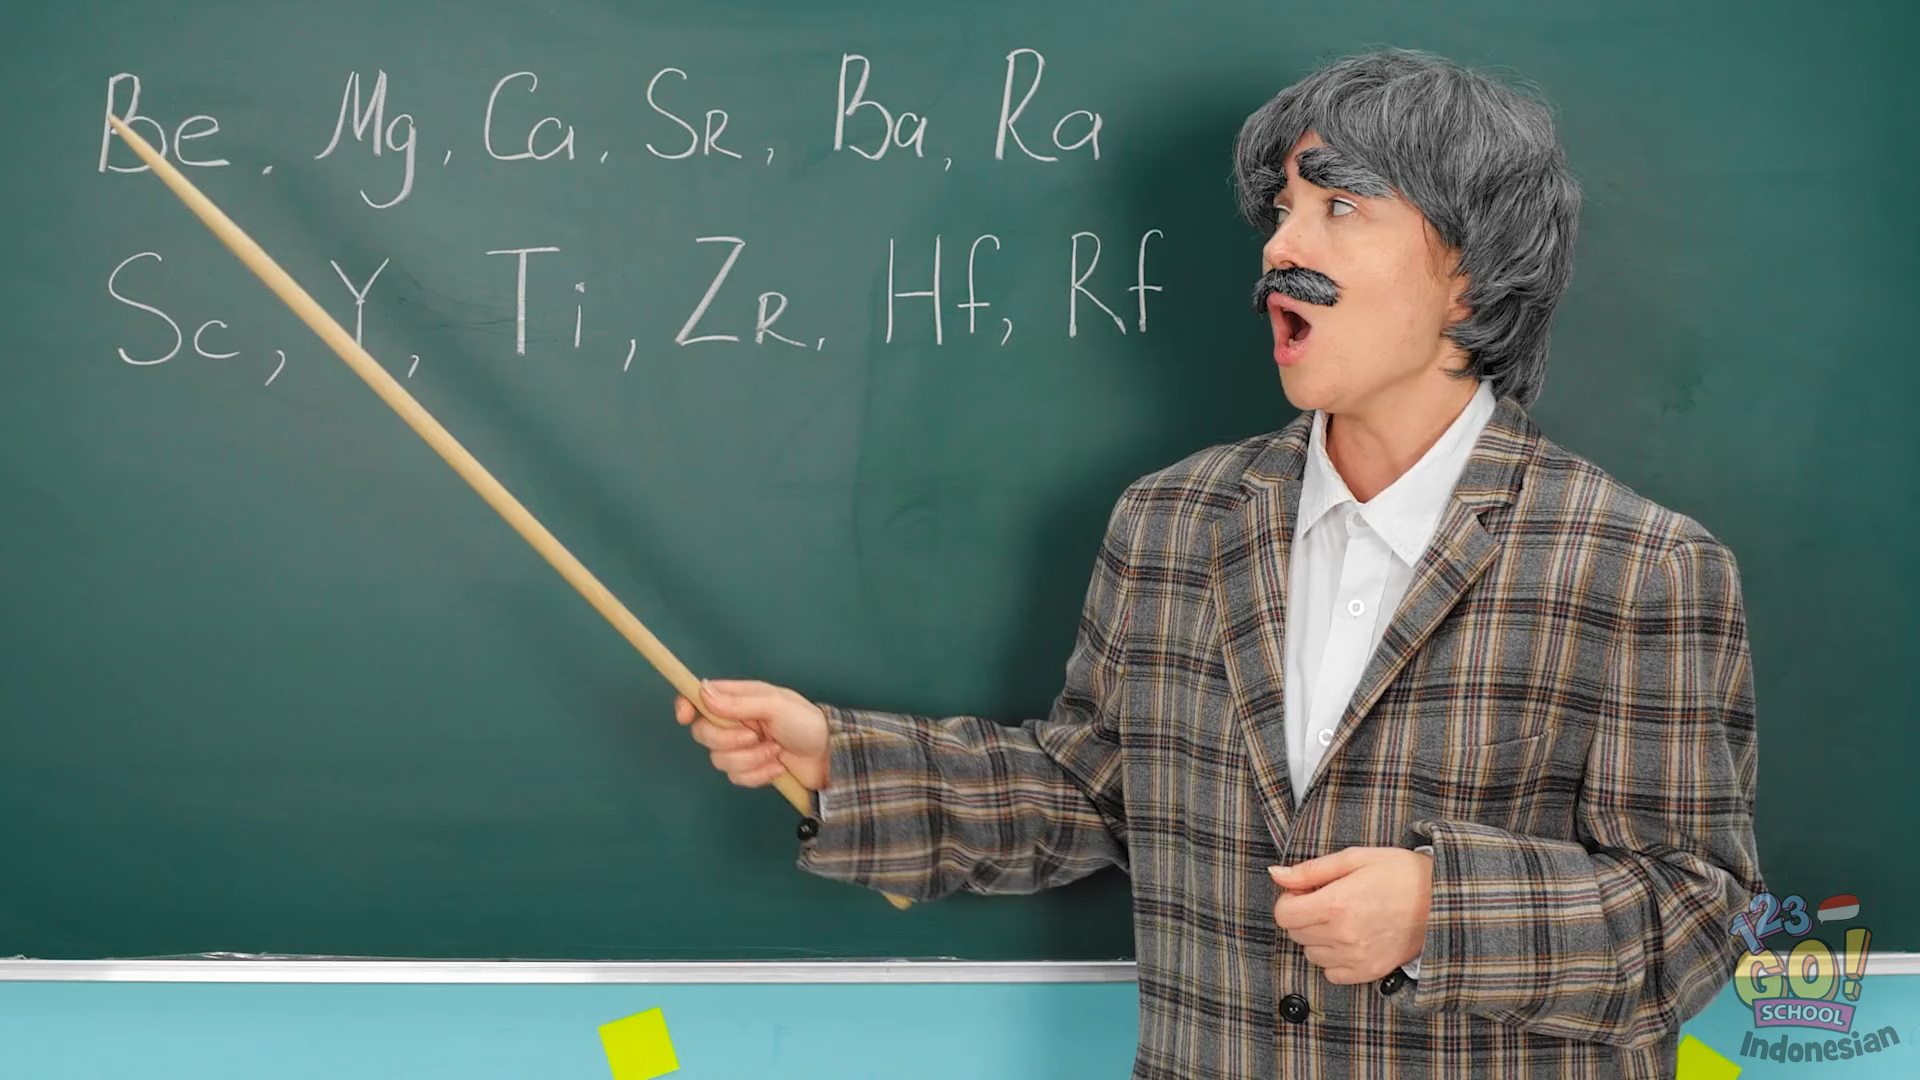 Be, Mg, Ca, SR, Ba, Ra
Sc, Y, Ti, ZR, Hf, Rf
123
GO!
SCHOOL
Indonesian